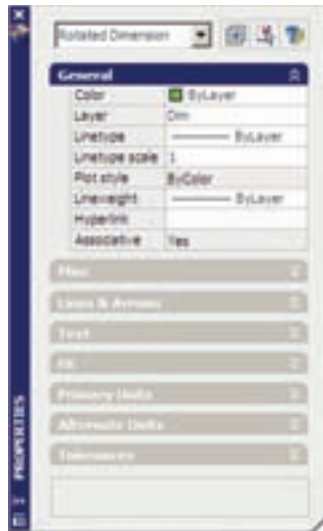 Rotated Dimension
General
Color ByLayer
Layer Dim
Linetype ByLayer
Linetype scale 1
Plot style ByColor
Lineweight ByLayer
Hyperlink
Associative Yes
Misc
Lines & Arrows
Text
Fit
Primary Units
Alternate Units
Tolerances
PROPERTIES